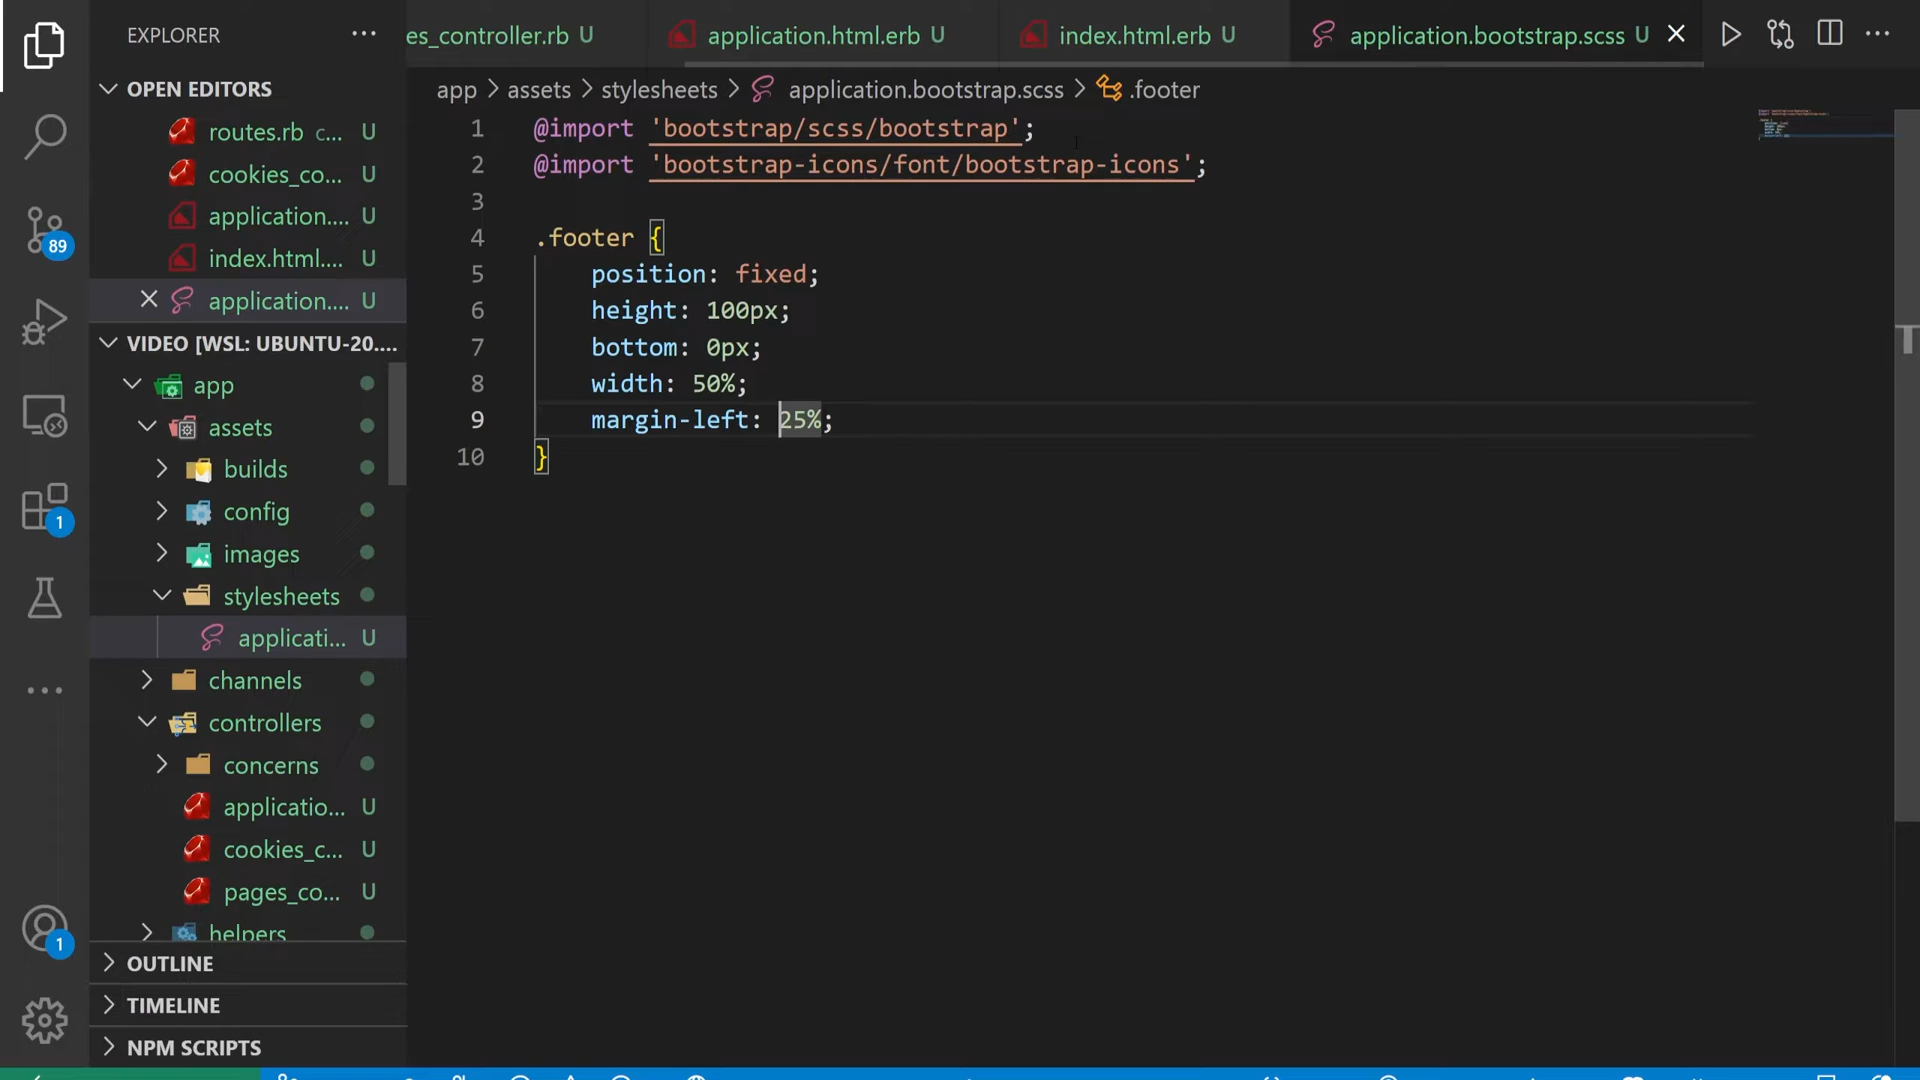 EXPLORER
OPEN EDITORS
routes.rb c... U
cookies_co... U
application.... U
index.html.... U
application.... U
VIDEO [WSL: UBUNTU-20....
app
assets
builds
config
images
stylesheets
applicati... U
channels
controllers
concerns
applicatio... U
cookies_c... U
pages_co... U
helpers
OUTLINE
TIMELINE
NPM SCRIPTS
89
1
1
es_controller.rb U
application.html.erb U
index.html.erb U
application.bootstrap.scss U
app > assets > stylesheets > application.bootstrap.scss > .footer
1 @import 'bootstrap/scss/bootstrap';
2 @import 'bootstrap-icons/font/bootstrap-icons';
3
4 .footer {
5 position: fixed;
6 height: 100px;
7 bottom: 0px;
8 width: 50%;
9 margin-left: 25%;
10 }